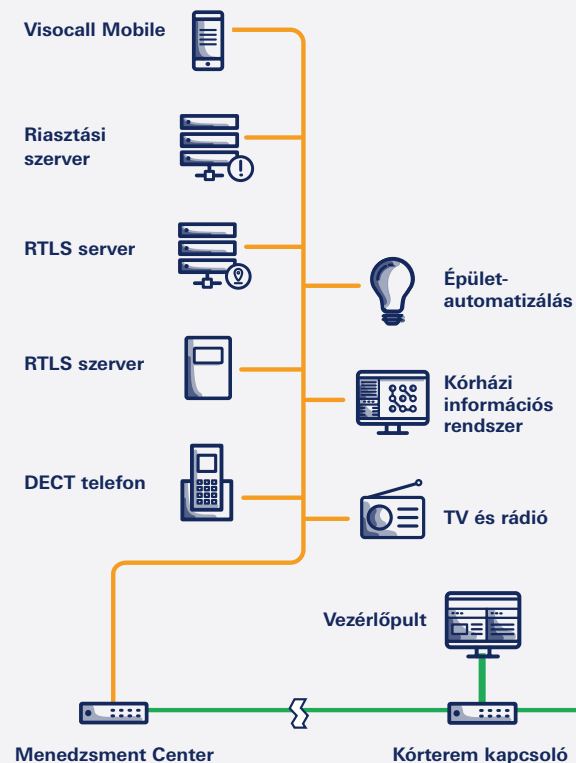 Visocall Mobile
Riasztási
szerver
RTLS server
Épület-
automatizálás
RTLS szerver
Kórházi
információs
rendszer
DECT telefon
TV és rádió
Vezérlőpult
Menedzsment Center
Kórterem kapcsoló